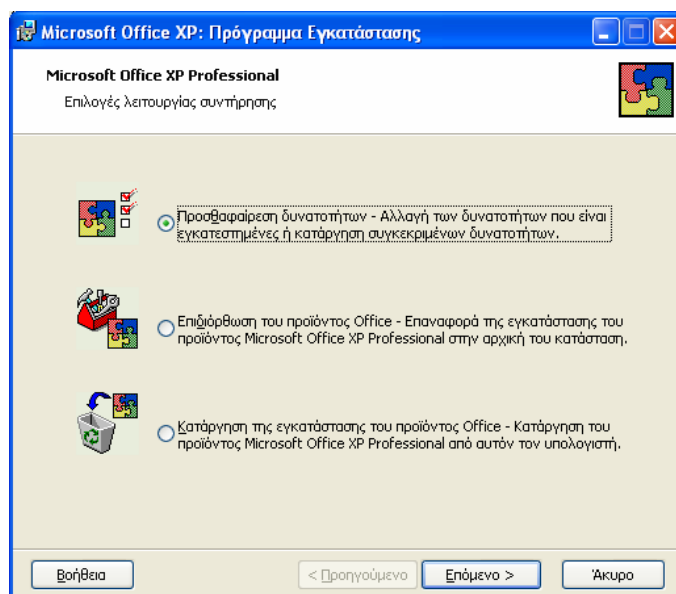 Microsoft Office XP: Πρόγραμμα Εγκατάστασης
Microsoft Office XP Professional
Επιλογές λειτουργίας συντήρησης
Προσθαφαίρεση δυνατοτήτων - Αλλαγή των δυνατοτήτων που είναι
εγκατεστημένες ή κατάργηση συγκεκριμένων δυνατοτήτων.
Επιδιόρθωση του προϊόντος Office - Επαναφορά της εγκατάστασης του
προϊόντος Microsoft Office XP Professional στην αρχική του κατάσταση.
Κατάργηση της εγκατάστασης του προϊόντος Office - Κατάργηση του
προϊόντος Microsoft Office XP Professional από αυτόν τον υπολογιστή.
Βοήθεια
< Προηγούμενο
Επόμενο >
Άκυρο